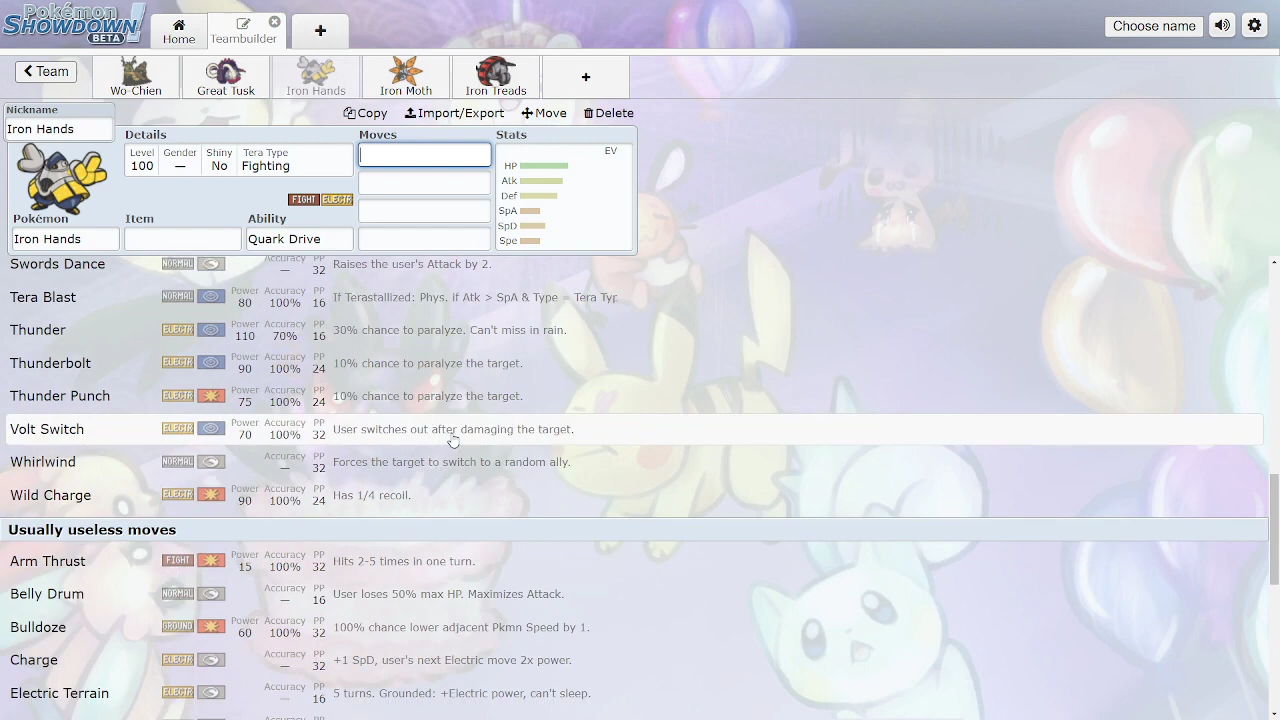 Pokémon
SHOWDOWN!
BETA
Home
Teambuilder
+
Choose name
Team
Wo-Chien
Great Tusk
Iron Hands
Iron Moth
Iron Treads
+
Nickname
Iron Hands
Copy
Import/Export
Move
Delete
Details
Level
100
Gender
—
Shiny
No
Tera Type
Fighting
FIGHT ELECTR
Pokémon
Iron Hands
Item
Ability
Quark Drive
Moves
Stats
EV
HP
Atk
Def
SpA
SpD
Spe
Swords Dance NORMAL Accuracy — PP 32 Raises the user's Attack by 2.
Tera Blast NORMAL Power 80 Accuracy 100% PP 16 If Terastallized: Phys. if Atk > SpA & Type = Tera Typ
Thunder ELECTR Power 110 Accuracy 70% PP 16 30% chance to paralyze. Can't miss in rain.
Thunderbolt ELECTR Power 90 Accuracy 100% PP 24 10% chance to paralyze the target.
Thunder Punch ELECTR Power 75 Accuracy 100% PP 24 10% chance to paralyze the target.
Volt Switch ELECTR Power 70 Accuracy 100% PP 32 User switches out after damaging the target.
Whirlwind NORMAL Accuracy — PP 32 Forces the target to switch to a random ally.
Wild Charge ELECTR Power 90 Accuracy 100% PP 24 Has 1/4 recoil.
Usually useless moves
Arm Thrust FIGHT Power 15 Accuracy 100% PP 32 Hits 2-5 times in one turn.
Belly Drum NORMAL Accuracy — PP 16 User loses 50% max HP. Maximizes Attack.
Bulldoze GROUND Power 60 Accuracy 100% PP 32 100% chance lower adjacent Pkmn Speed by 1.
Charge ELECTR Accuracy — PP 32 +1 SpD, user's next Electric move 2x power.
Electric Terrain ELECTR Accuracy — PP 16 5 turns. Grounded: +Electric power, can't sleep.